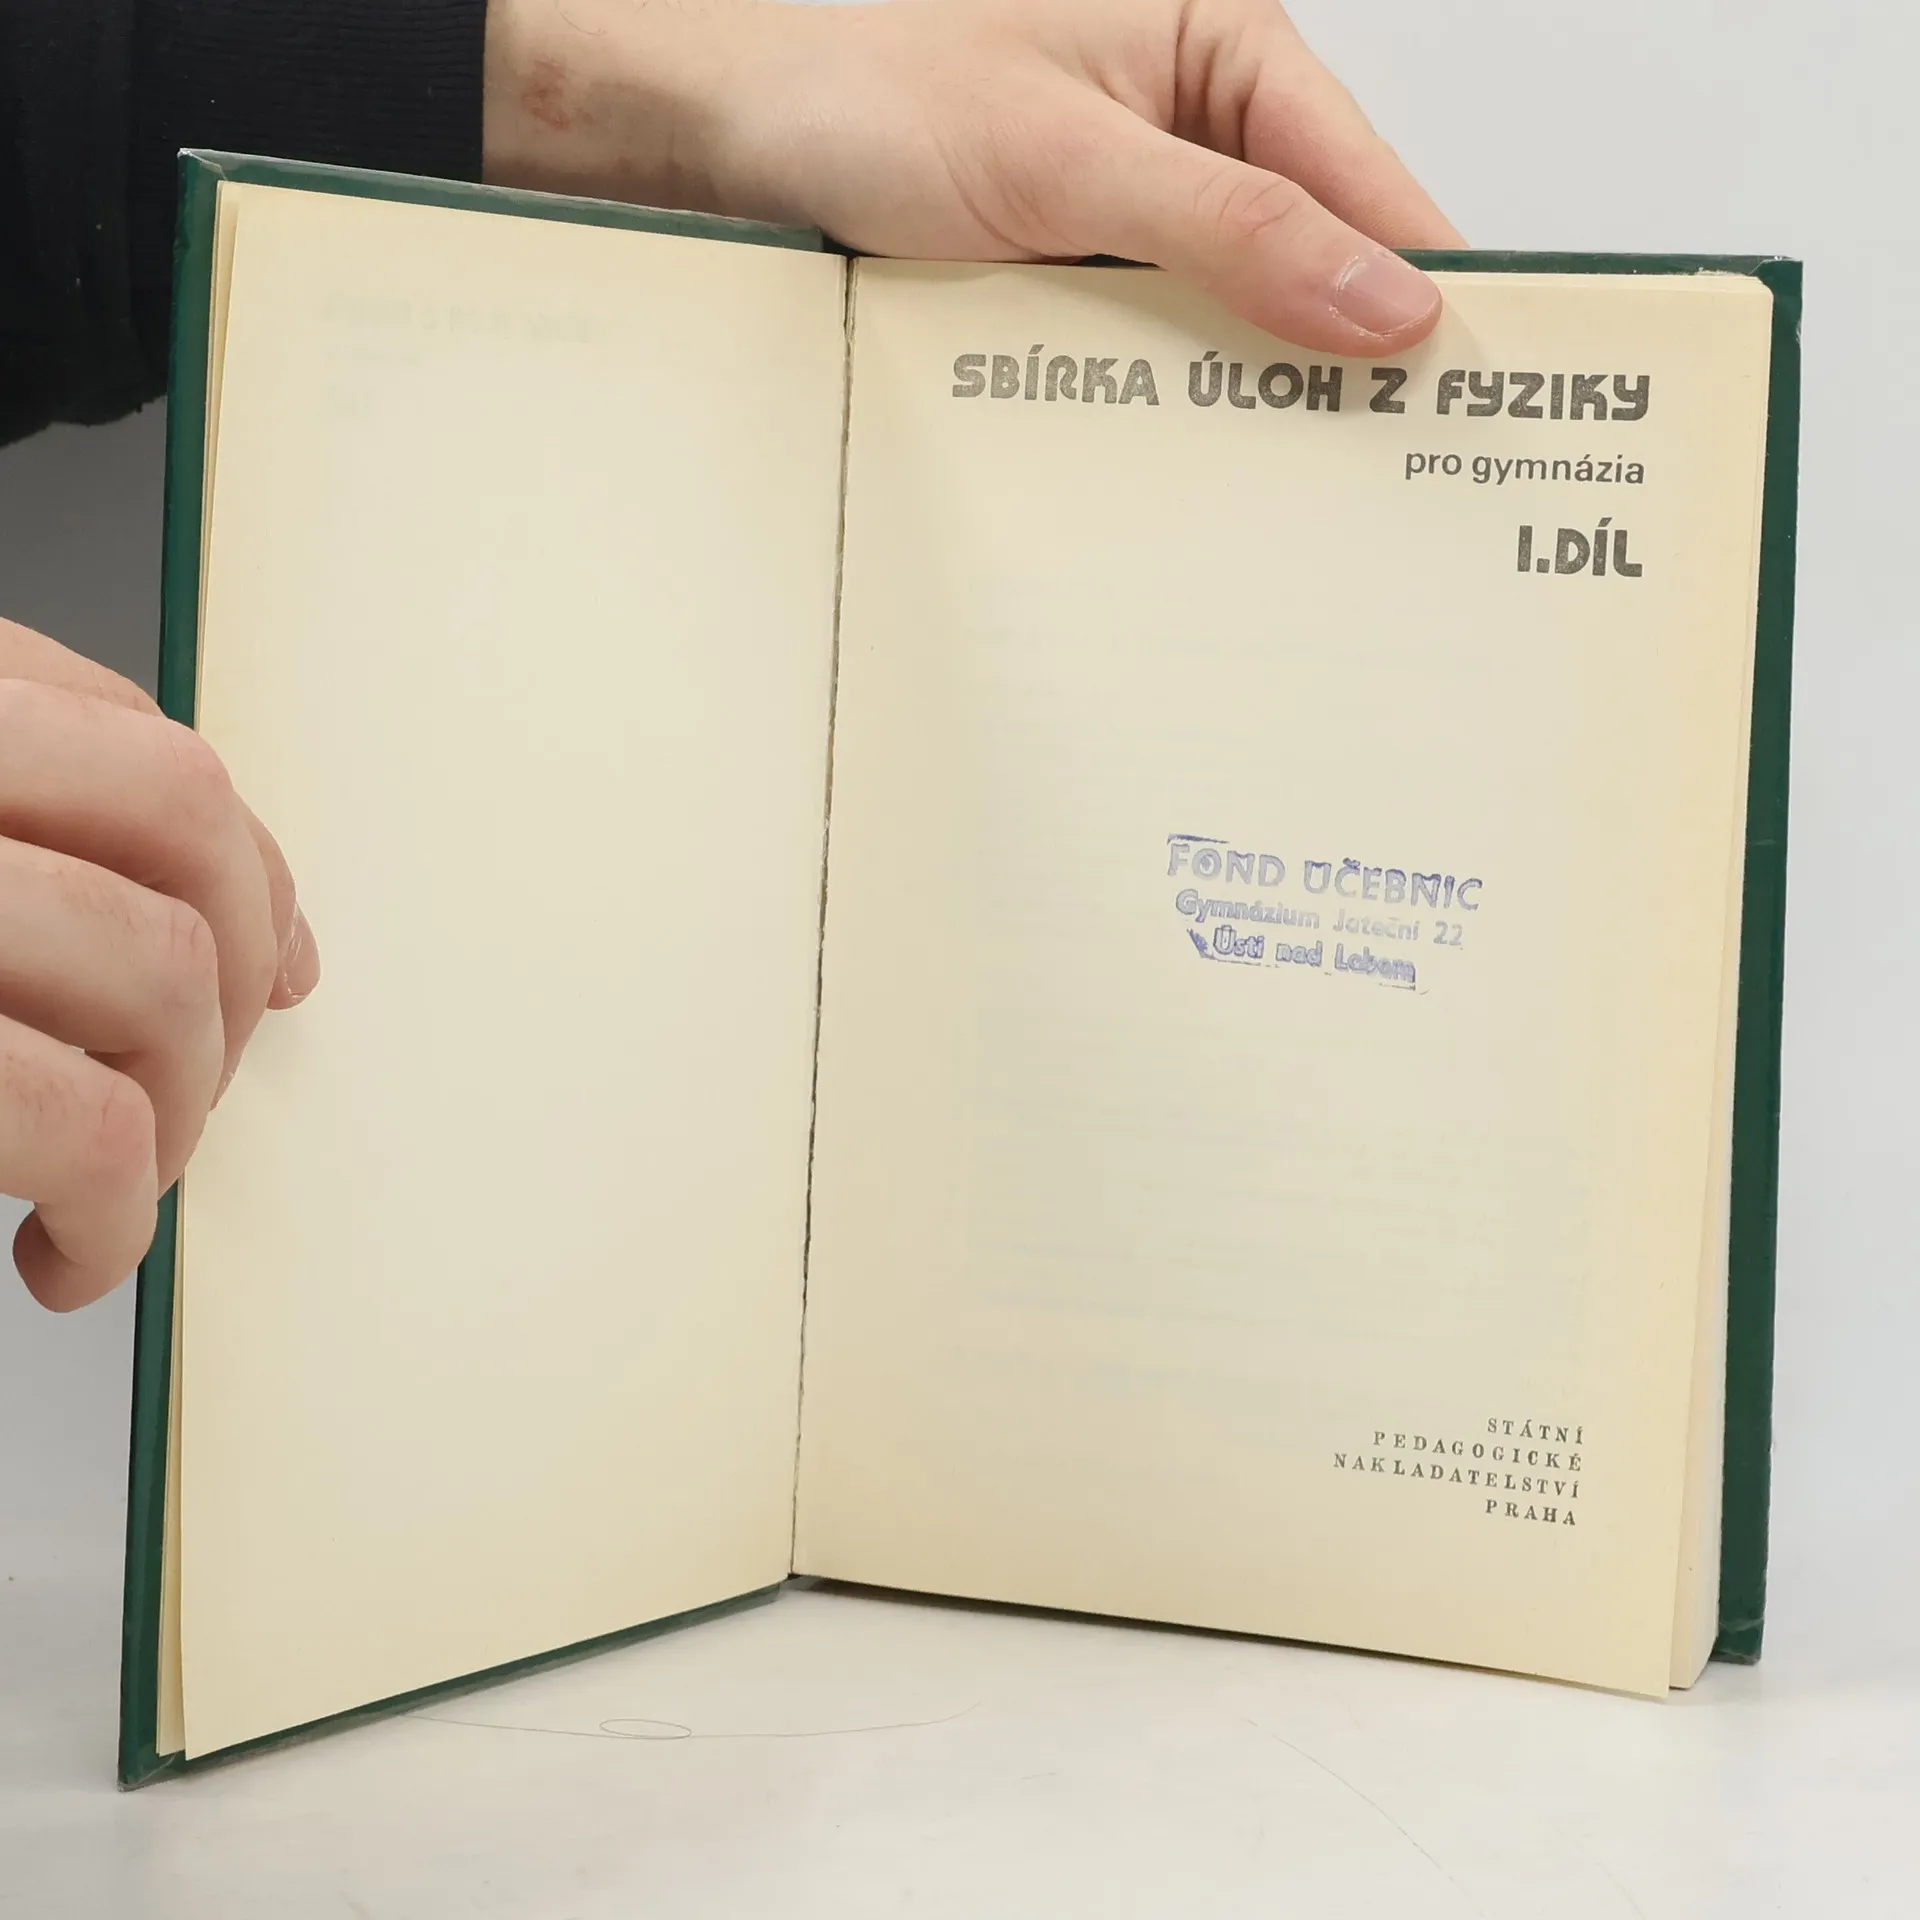 SBÍRKA ÚLOH Z FYZIKY
pro gymnázia
I.DÍL
FOND UČEBNIC
Gymnázium Jateční 22
Ústí nad Labem
STÁTNÍ
PEDAGOGICKÉ
NAKLADATELSTVÍ
PRAHA